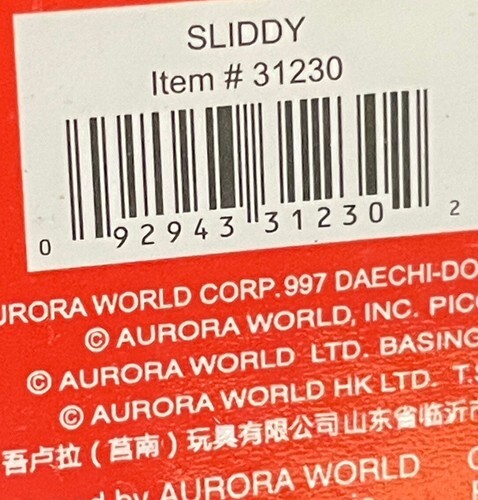 SLIDDY
Item # 31230
0 92943 31230 2
AURORA WORLD CORP. 997 DAECHI-DO
© AURORA WORLD, INC. PICO
© AURORA WORLD LTD. BASING
© AURORA WORLD HK LTD. T.S
吾卢拉(莒南)玩具有限公司山东省临沂市
d by AURORA WORLD